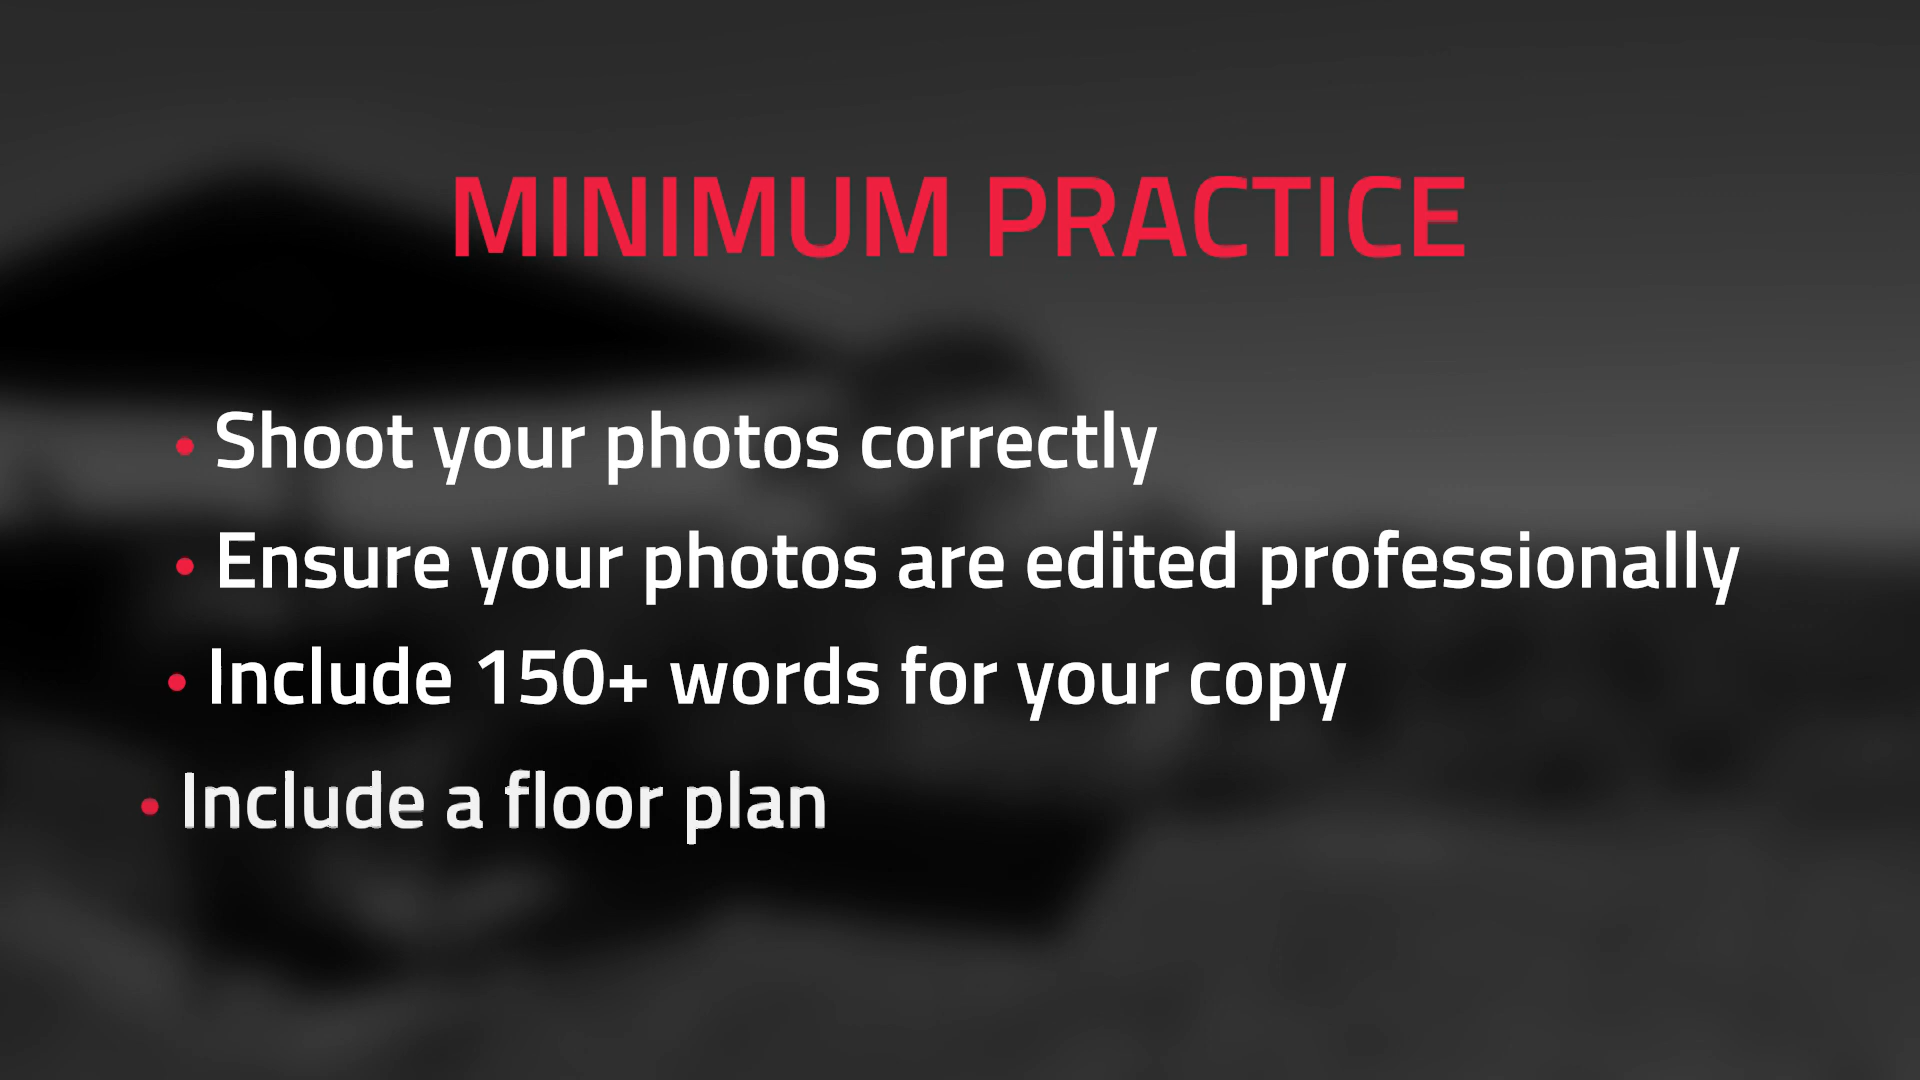 MINIMUM PRACTICE
• Shoot your photos correctly
• Ensure your photos are edited professionally
• Include 150+ words for your copy
• Include a floor plan